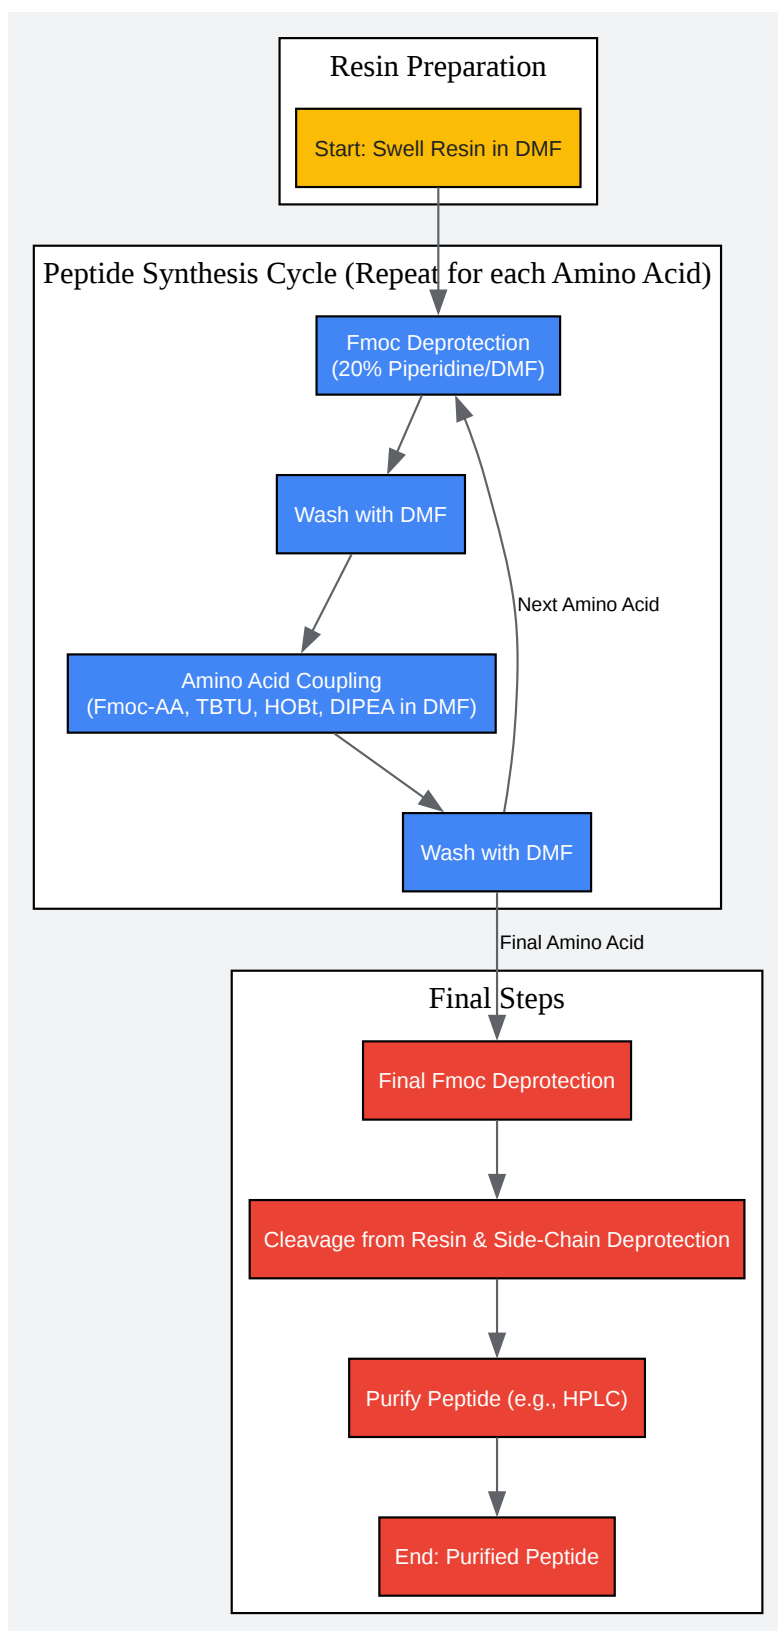 Resin Preparation
Start: Swell Resin in DMF
Peptide Synthesis Cycle (Repeat for each Amino Acid)
Fmoc Deprotection
(20% Piperidine/DMF)
Wash with DMF
Next Amino Acid
Amino Acid Coupling
(Fmoc-AA, TBTU, HOBt, DIPEA in DMF)
Wash with DMF
Final Amino Acid
Final Steps
Final Fmoc Deprotection
Cleavage from Resin & Side-Chain Deprotection
Purify Peptide (e.g., HPLC)
End: Purified Peptide